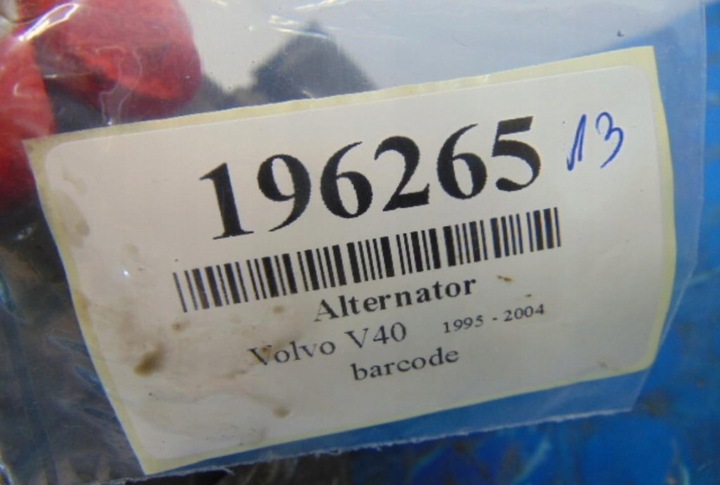 196265 13
Alternator
Volvo V40 1995 - 2004
barcode